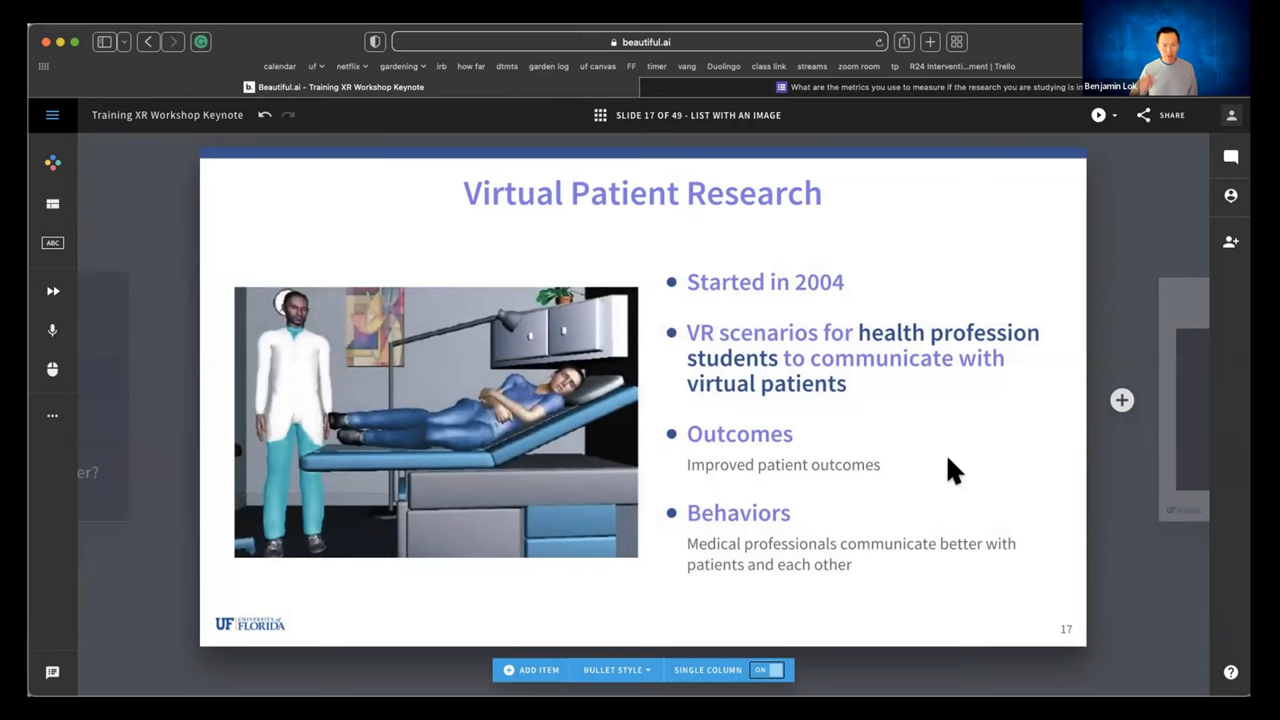 beautiful.ai
calendar uf netflix gardening irb how far dtmts garden log uf canvas FF timer vang Duolingo class link streams zoom room tp R24 Interventi...ment | Trello
Beautiful.ai - Training XR Workshop Keynote
What are the metrics you use to measure if the research you are studying is in
Benjamin Lok
Training XR Workshop Keynote
SLIDE 17 OF 49 - LIST WITH AN IMAGE
SHARE
ABC
er?
Virtual Patient Research
Started in 2004
VR scenarios for health profession
students to communicate with
virtual patients
Outcomes
Improved patient outcomes
Behaviors
Medical professionals communicate better with
patients and each other
UF UNIVERSITY of
FLORIDA
17
ADD ITEM BULLET STYLE SINGLE COLUMN ON